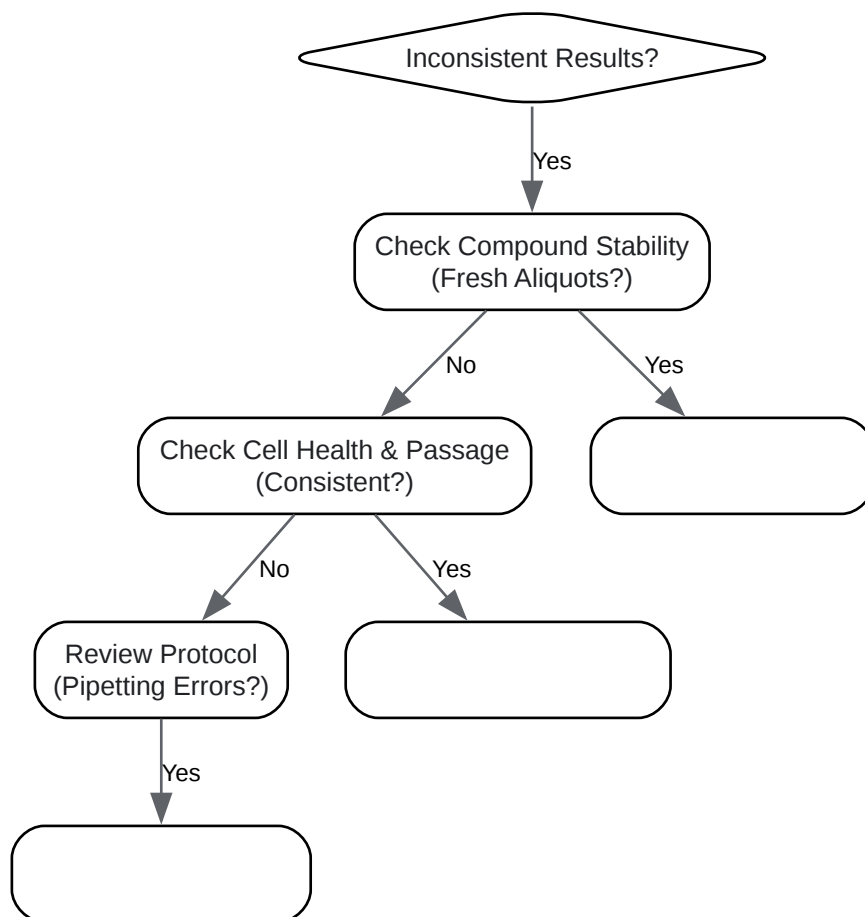 Inconsistent Results?
Yes
Check Compound Stability
(Fresh Aliquots?)
No
Yes
Check Cell Health & Passage
(Consistent?)
No
Yes
Review Protocol
(Pipetting Errors?)
Yes